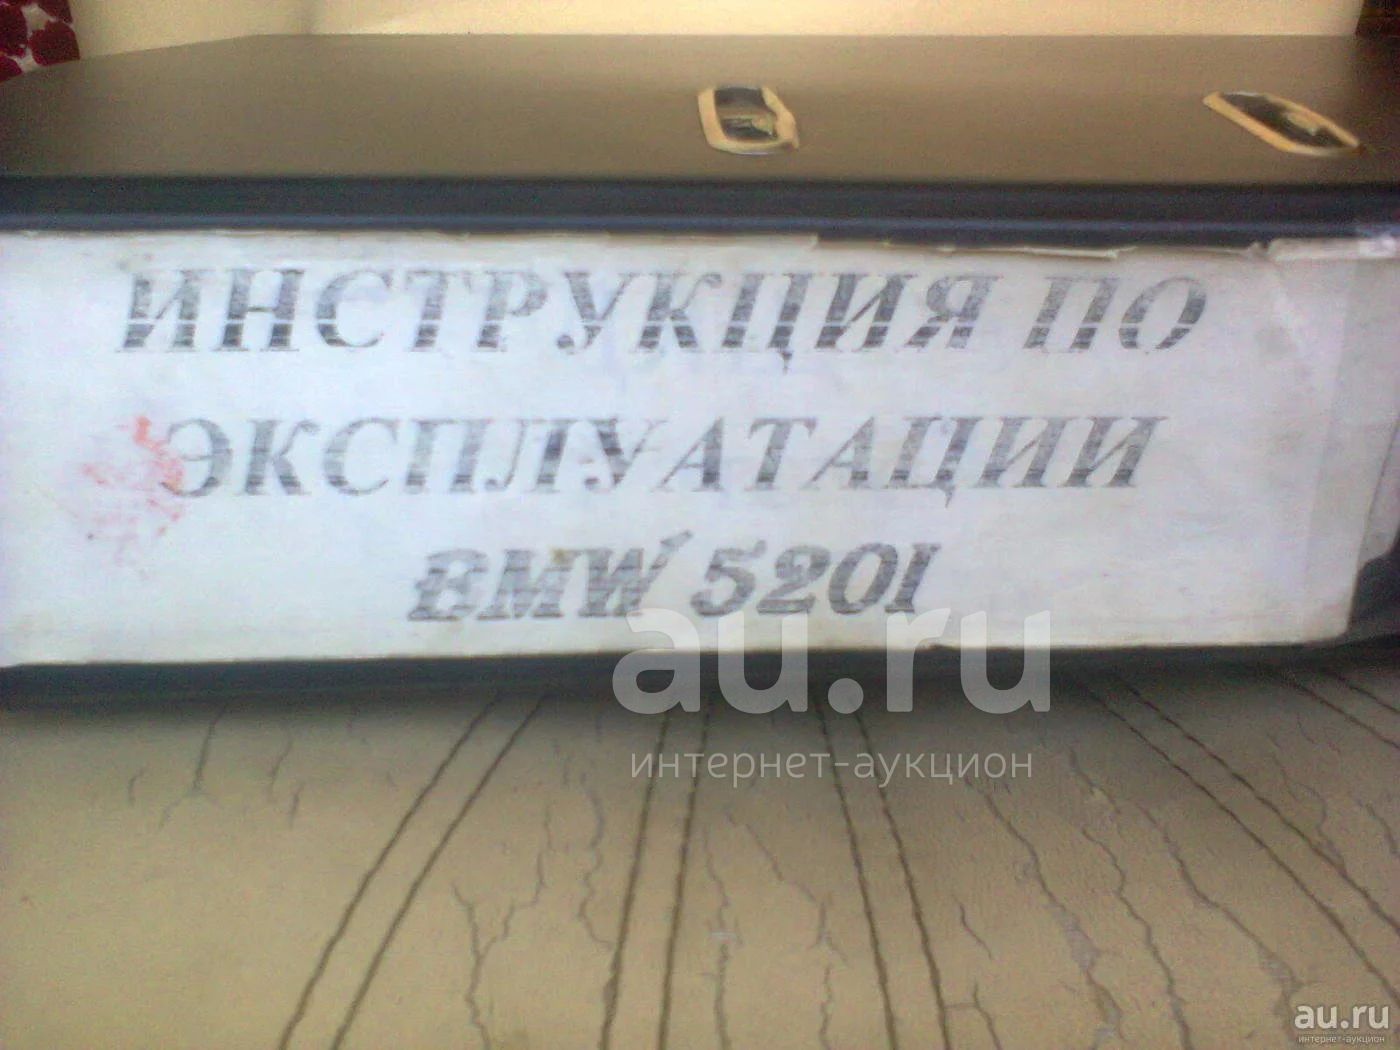 ИНСТРУКЦИЯ ПО
ЭКСПЛУАТАЦИИ
BMW 520I
au.ru
интернет-аукцион
au.ru
интернет-аукцион